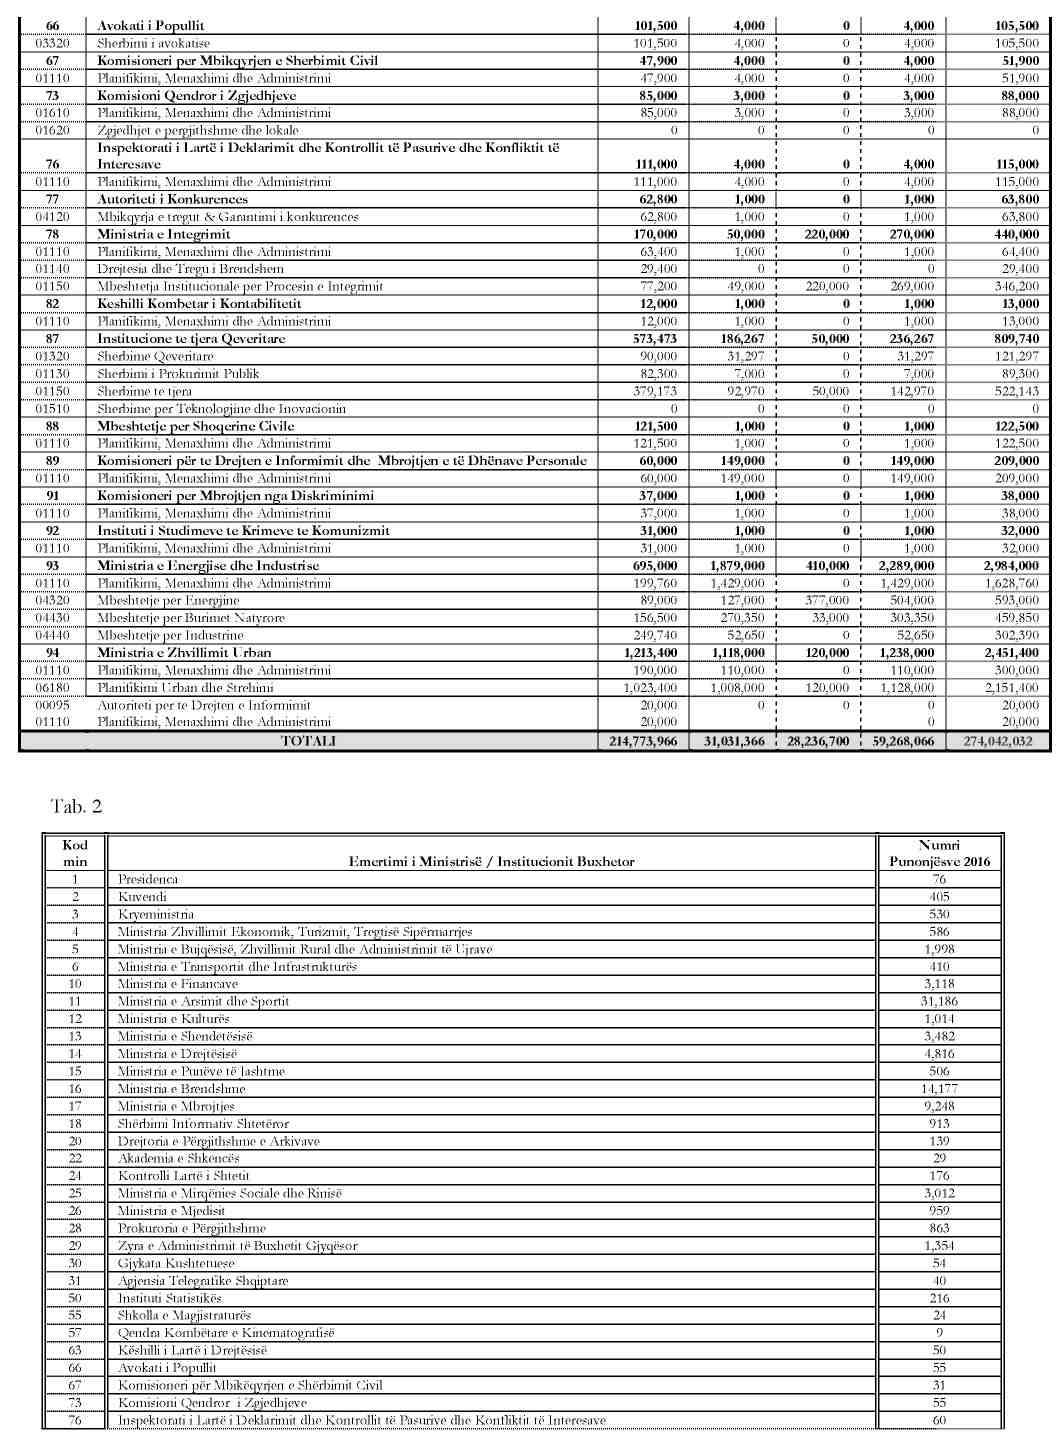 66 Avokati i Popullit 101,500 4,000 0 4,000 105,500
03320 Sherbimi i avokatise 101,500 4,000 0 4,000 105,500
67 Komisioneri per Mbikqyrjen e Sherbimit Civil 47,900 4,000 0 4,000 51,900
01110 Planifikimi, Menaxhimi dhe Administrimi 47,900 4,000 0 4,000 51,900
73 Komisioni Qendror i Zgjedhjeve 85,000 3,000 0 3,000 88,000
01610 Planifikimi, Menaxhimi dhe Administrimi 85,000 3,000 0 3,000 88,000
01620 Zgjedhjet e pergjithshme dhe lokale 0 0 0 0 0
Inspektorati i Lartë i Deklarimit dhe Kontrollit të Pasurive dhe Konfliktit të
76 Interesave 111,000 4,000 0 4,000 115,000
01110 Planifikimi, Menaxhimi dhe Administrimi 111,000 4,000 0 4,000 115,000
77 Autoriteti i Konkurences 62,800 1,000 0 1,000 63,800
04120 Mbikqyrja e tregut & Garantimi i konkurences 62,800 1,000 0 1,000 63,800
78 Ministria e Integrimit 170,000 50,000 220,000 270,000 440,000
01110 Planifikimi, Menaxhimi dhe Administrimi 63,400 1,000 0 1,000 64,400
01140 Drejtesia dhe Tregu i Brendshem 29,400 0 0 0 29,400
01150 Mbeshtetja Institucionale per Procesin e Integrimit 77,200 49,000 220,000 269,000 346,200
82 Keshilli Kombetar i Kontabilitetit 12,000 1,000 0 1,000 13,000
01110 Planifikimi, Menaxhimi dhe Administrimi 12,000 1,000 0 1,000 13,000
87 Institucione te tjera Qeveritare 573,473 186,267 50,000 236,267 809,740
01320 Sherbime Qeveritare 90,000 31,297 0 31,297 121,297
01130 Sherbimi i Prokurimit Publik 82,300 7,000 0 7,000 89,300
01150 Sherbime te tjera 379,173 92,970 50,000 142,970 522,143
01510 Sherbime per Teknologjine dhe Inovacionin 0 0 0 0 0
88 Mbeshtetje per Shoqerine Civile 121,500 1,000 0 1,000 122,500
01110 Planifikimi, Menaxhimi dhe Administrimi 121,500 1,000 0 1,000 122,500
89 Komisioneri për te Drejten e Informimit dhe Mbrojtjen e të Dhënave Personale 60,000 149,000 0 149,000 209,000
01110 Planifikimi, Menaxhimi dhe Administrimi 60,000 149,000 0 149,000 209,000
91 Komisioneri per Mbrojtjen nga Diskriminimi 37,000 1,000 0 1,000 38,000
01110 Planifikimi, Menaxhimi dhe Administrimi 37,000 1,000 0 1,000 38,000
92 Instituti i Studimeve te Krimeve te Komunizmit 31,000 1,000 0 1,000 32,000
01110 Planifikimi, Menaxhimi dhe Administrimi 31,000 1,000 0 1,000 32,000
93 Ministria e Energjise dhe Industrise 695,000 1,879,000 410,000 2,289,000 2,984,000
01110 Planifikimi, Menaxhimi dhe Administrimi 199,760 1,429,000 0 1,429,000 1,628,760
04320 Mbeshtetje per Energjine 89,000 127,000 377,000 504,000 593,000
04430 Mbeshtetje per Burimet Natyrore 156,500 270,350 33,000 303,350 459,850
04440 Mbeshtetje per Industrine 249,740 52,650 0 52,650 302,390
94 Ministria e Zhvillimit Urban 1,213,400 1,118,000 120,000 1,238,000 2,451,400
01110 Planifikimi, Menaxhimi dhe Administrimi 190,000 110,000 0 110,000 300,000
06180 Planifikimi Urban dhe Strehimi 1,023,400 1,008,000 120,000 1,128,000 2,151,400
00095 Autoriteti per te Drejten e Informimit 20,000 0 0 0 20,000
01110 Planifikimi, Menaxhimi dhe Administrimi 20,000 0 20,000
TOTALI 214,773,966 31,031,366 28,236,700 59,268,066 274,042,032
Tab. 2
Kod min Emertimi i Ministrisë / Institucionit Buxhetor Numri Punonjësve 2016
1 Presidenca 76
2 Kuvendi 405
3 Kryeministria 530
4 Ministria Zhvillimit Ekonomik, Turizmit, Tregtisë Sipërmarrjes 586
5 Ministria e Bujqësisë, Zhvillimit Rural dhe Administrimit të Ujrave 1,998
6 Ministria e Transportit dhe Infrastrukturës 410
10 Ministria e Financave 3,118
11 Ministria e Arsimit dhe Sportit 31,186
12 Ministria e Kulturës 1,014
13 Ministria e Shendetësisë 3,482
14 Ministria e Drejtësisë 4,816
15 Ministria e Punëve të Jashtme 506
16 Ministria e Brendshme 14,177
17 Ministria e Mbrojtjes 9,248
18 Shërbimi Informativ Shtetëror 913
20 Drejtoria e Përgjithshme e Arkivave 139
22 Akademia e Shkencës 29
24 Kontrolli Lartë i Shtetit 176
25 Ministria e Mirqënies Sociale dhe Rinisë 3,012
26 Ministria e Mjedisit 959
28 Prokuroria e Përgjithshme 863
29 Zyra e Administrimit të Buxhetit Gjyqësor 1,354
30 Gjykata Kushtetuese 54
31 Agjensia Telegrafike Shqiptare 40
50 Instituti Statistikës 216
55 Shkolla e Magjistraturës 24
57 Qendra Kombëtare e Kinematografisë 9
63 Këshilli i Lartë i Drejtësisë 50
66 Avokati i Popullit 55
67 Komisioneri për Mbikëqyrjen e Shërbimit Civil 31
73 Komisioni Qendror i Zgjedhjeve 55
76 Inspektorati i Lartë i Deklarimit dhe Kontrollit të Pasurive dhe Konfliktit të Interesave 60